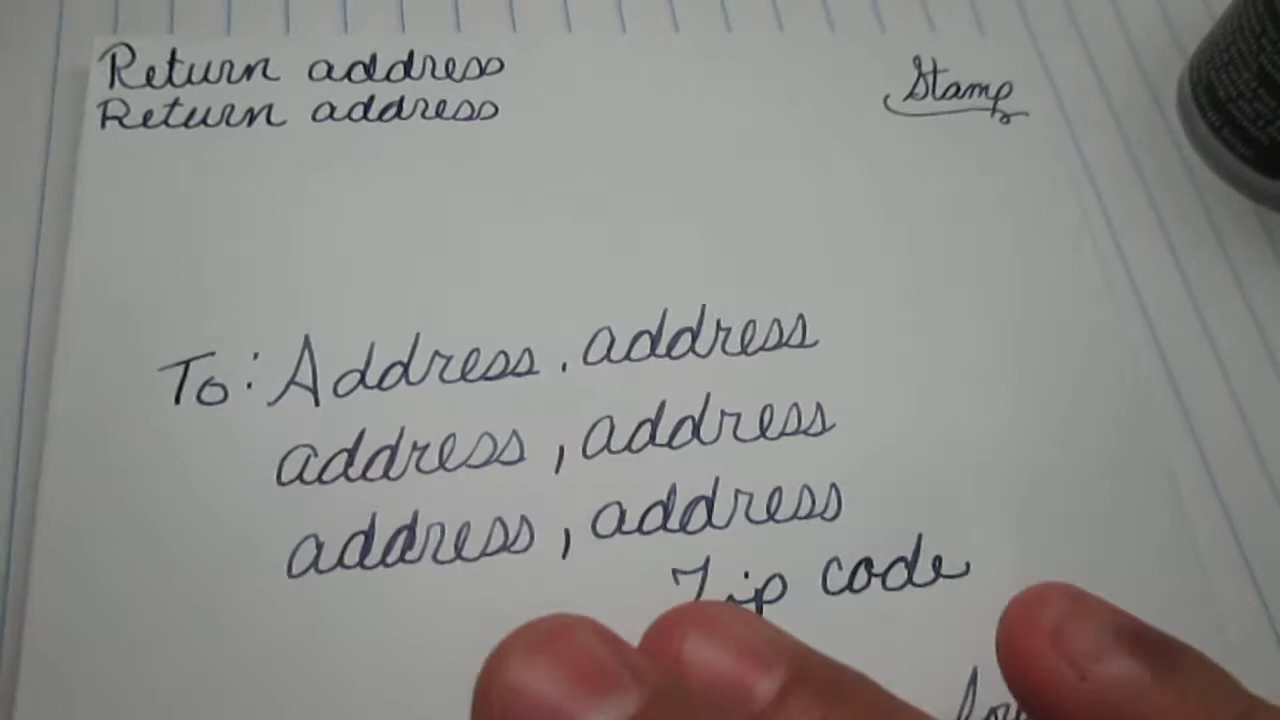 Return address
Return address
Stamp
To: Address. address
address, address
address, address
Zip code